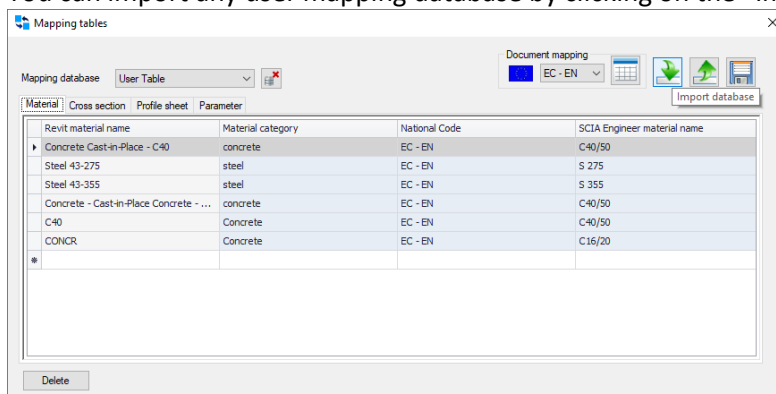 You can import any user mapping database by clicking on the
Mapping tables
Document mapping
Mapping database User Table EC - EN
Import database
Material Cross section Profile sheet Parameter
Revit material name Material category National Code SCIA Engineer material name
Concrete Cast-in-Place - C40 concrete EC - EN C40/50
Steel 43-275 steel EC - EN S 275
Steel 43-355 steel EC - EN S 355
Concrete - Cast-in-Place Concrete - ... concrete EC - EN C40/50
C40 Concrete EC - EN C40/50
CONCR Concrete EC - EN C16/20
Delete